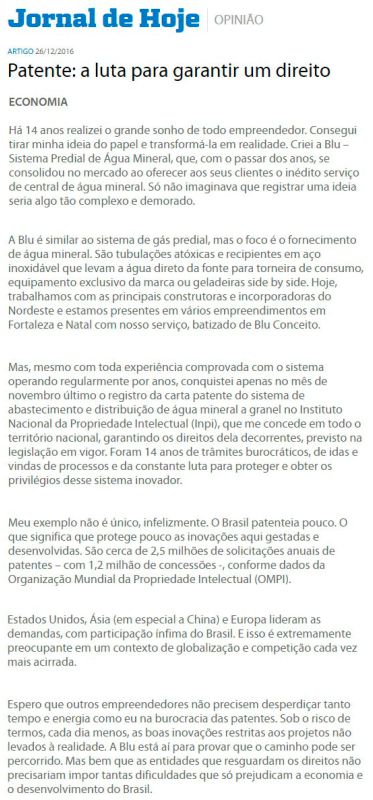 Jornal de Hoje OPINIÃO
ARTIGO 26/12/2016
Patente: a luta para garantir um direito
ECONOMIA
Há 14 anos realizei o grande sonho de todo empreendedor. Consegui
tirar minha ideia do papel e transformá-la em realidade. Criei a Blu –
Sistema Predial de Água Mineral, que, com o passar dos anos, se
consolidou no mercado ao oferecer aos seus clientes o inédito serviço
de central de água mineral. Só não imaginava que registrar uma ideia
seria algo tão complexo e demorado.
A Blu é similar ao sistema de gás predial, mas o foco é o fornecimento
de água mineral. São tubulações atóxicas e recipientes em aço
inoxidável que levam a água direto da fonte para torneira de consumo,
equipamento exclusivo da marca ou geladeiras side by side. Hoje,
trabalhamos com as principais construtoras e incorporadoras do
Nordeste e estamos presentes em vários empreendimentos em
Fortaleza e Natal com nosso serviço, batizado de Blu Conceito.
Mas, mesmo com toda experiência comprovada com o sistema
operando regularmente por anos, conquistei apenas no mês de
novembro último o registro da carta patente do sistema de
abastecimento e distribuição de água mineral a granel no Instituto
Nacional da Propriedade Intelectual (Inpi), que me concede em todo o
território nacional, garantindo os direitos dela decorrentes, previsto na
legislação em vigor. Foram 14 anos de trâmites burocráticos, de idas e
vindas de processos e da constante luta para proteger e obter os
privilégios desse sistema inovador.
Meu exemplo não é único, infelizmente. O Brasil patenteia pouco. O
que significa que protege pouco as inovações aqui gestadas e
desenvolvidas. São cerca de 2,5 milhões de solicitações anuais de
patentes – com 1,2 milhão de concessões -, conforme dados da
Organização Mundial da Propriedade Intelectual (OMPI).
Estados Unidos, Ásia (em especial a China) e Europa lideram as
demandas, com participação ínfima do Brasil. E isso é extremamente
preocupante em um contexto de globalização e competição cada vez
mais acirrada.
Espero que outros empreendedores não precisem desperdiçar tanto
tempo e energia como eu na burocracia das patentes. Sob o risco de
termos, cada dia menos, as boas inovações restritas aos projetos não
levados à realidade. A Blu está aí para provar que o caminho pode ser
percorrido. Mas bem que as entidades que resguardam os direitos não
precisariam impor tantas dificuldades que só prejudicam a economia e
o desenvolvimento do Brasil.